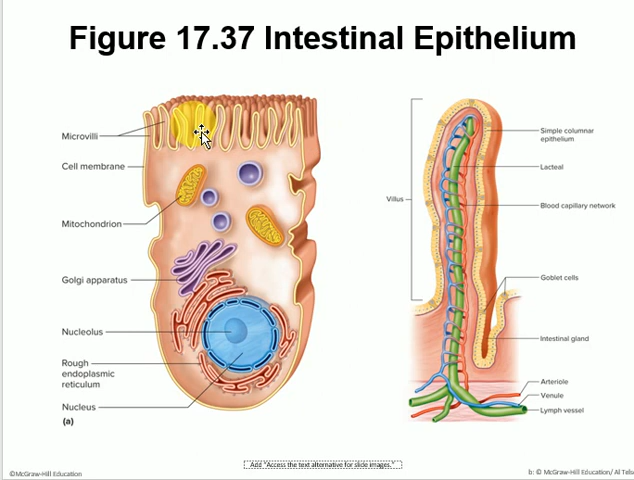 Figure 17.37 Intestinal Epithelium
Microvilli
Cell membrane
Mitochondrion
Golgi apparatus
Nucleolus
Rough
endoplasmic
reticulum
Nucleus
(a)
Villus
Simple columnar
epithelium
Lacteal
Blood capillary network
Goblet cells
Intestinal gland
Arteriole
Venule
Lymph vessel
Add "Access the text alternative for slide images."
©McGraw-Hill Education
b: © McGraw-Hill Education/ Al Tels